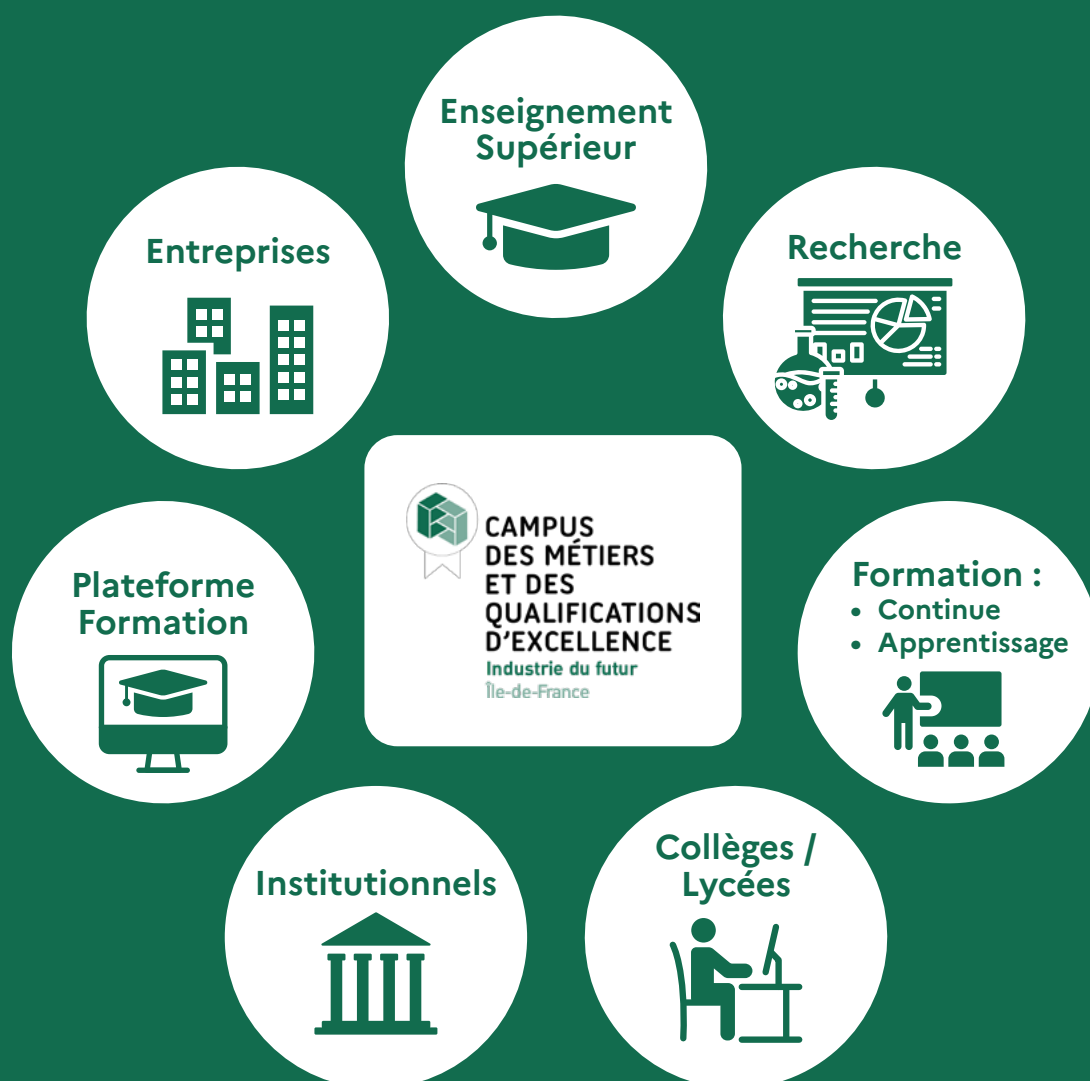 Enseignement
Supérieur
Entreprises
Recherche
CAMPUS
DES MÉTIERS
ET DES
QUALIFICATIONS
D'EXCELLENCE
Industrie du futur
Île-de-France
Plateforme
Formation
Formation :
• Continue
• Apprentissage
Institutionnels
Collèges /
Lycées